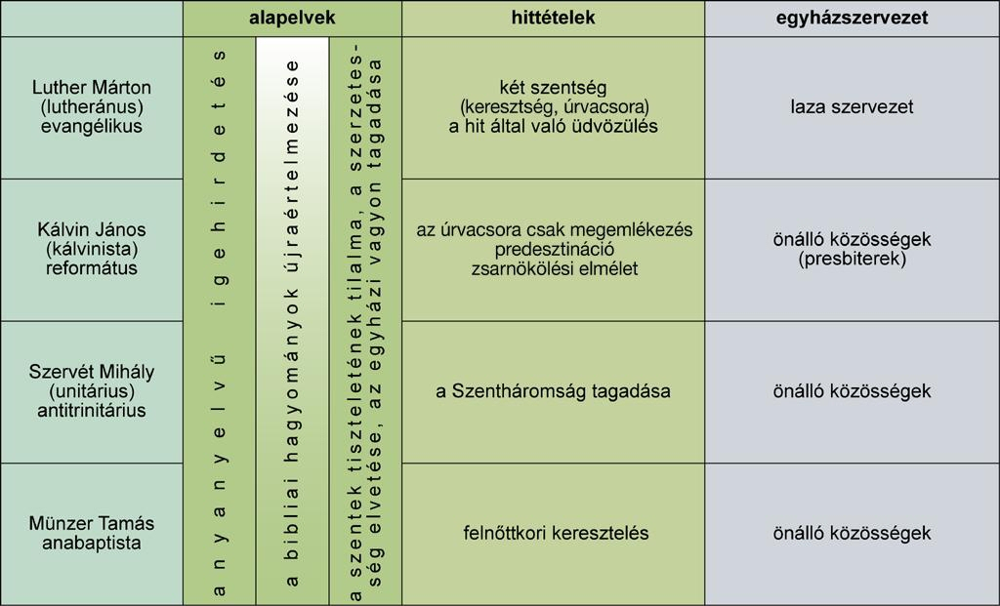 alapelvek
hittételek
egyházszervezet
Luther Márton
(lutheránus)
evangélikus
anyanyelvű igehirdetés
a bibliai hagyományok újraértelmezése
a szentek tiszteletének tilalma, a szerzetes-
ség elvetése, az egyházi vagyon tagadása
két szentség
(keresztség, úrvacsora)
a hit által való üdvözülés
laza szervezet
Kálvin János
(kálvinista)
református
az úrvacsora csak megemlékezés
predesztináció
zsarnökölési elmélet
önálló közösségek
(presbiterek)
Szervét Mihály
(unitárius)
antitrinitárius
a Szentháromság tagadása
önálló közösségek
Münzer Tamás
anabaptista
felnőttkori keresztelés
önálló közösségek